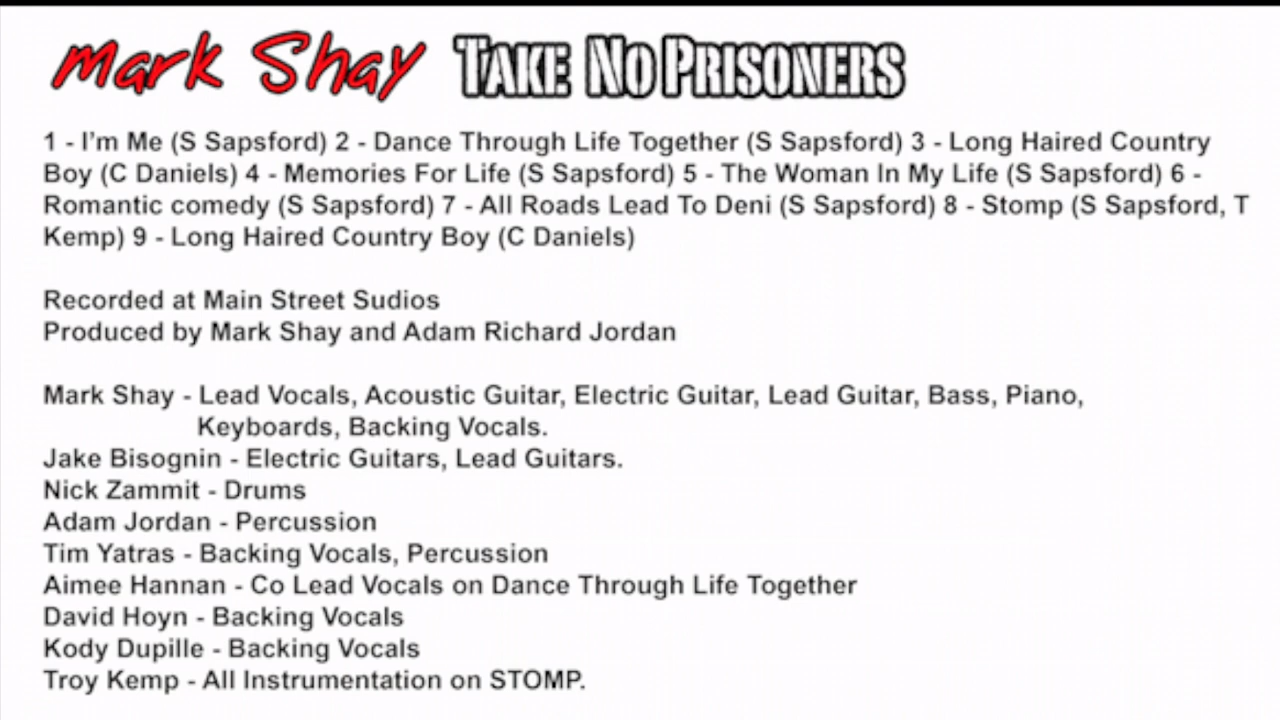 Mark Shay TAKE NO PRISONERS
1 - I'm Me (S Sapsford) 2 - Dance Through Life Together (S Sapsford) 3 - Long Haired Country
Boy (C Daniels) 4 - Memories For Life (S Sapsford) 5 - The Woman In My Life (S Sapsford) 6 -
Romantic comedy (S Sapsford) 7 - All Roads Lead To Deni (S Sapsford) 8 - Stomp (S Sapsford, T
Kemp) 9 - Long Haired Country Boy (C Daniels)
Recorded at Main Street Sudios
Produced by Mark Shay and Adam Richard Jordan
Mark Shay - Lead Vocals, Acoustic Guitar, Electric Guitar, Lead Guitar, Bass, Piano,
Keyboards, Backing Vocals.
Jake Bisognin - Electric Guitars, Lead Guitars.
Nick Zammit - Drums
Adam Jordan - Percussion
Tim Yatras - Backing Vocals, Percussion
Aimee Hannan - Co Lead Vocals on Dance Through Life Together
David Hoyn - Backing Vocals
Kody Dupille - Backing Vocals
Troy Kemp - All Instrumentation on STOMP.